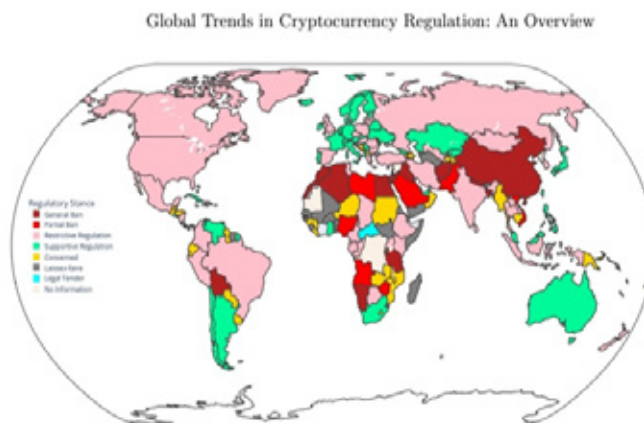 Global Trends in Cryptocurrency Regulation: An Overview
Regulatory Stance
General Ban
Partial Ban
Restrictive Regulation
Supportive Regulation
Concerned
Laissez-faire
Legal Tender
No Information